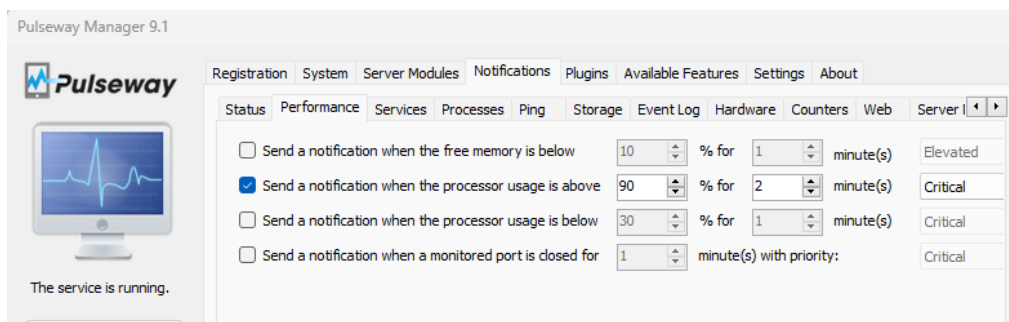 Pulseway Manager 9.1
Pulseway
Registration System Server Modules Notifications Plugins Available Features Settings About
Status Performance Services Processes Ping Storage Event Log Hardware Counters Web Server
Send a notification when the free memory is below 10 % for 1 minute(s) Elevated
Send a notification when the processor usage is above 90 % for 2 minute(s) Critical
Send a notification when the processor usage is below 30 % for 1 minute(s) Critical
Send a notification when a monitored port is closed for 1 minute(s) with priority: Critical
The service is running.